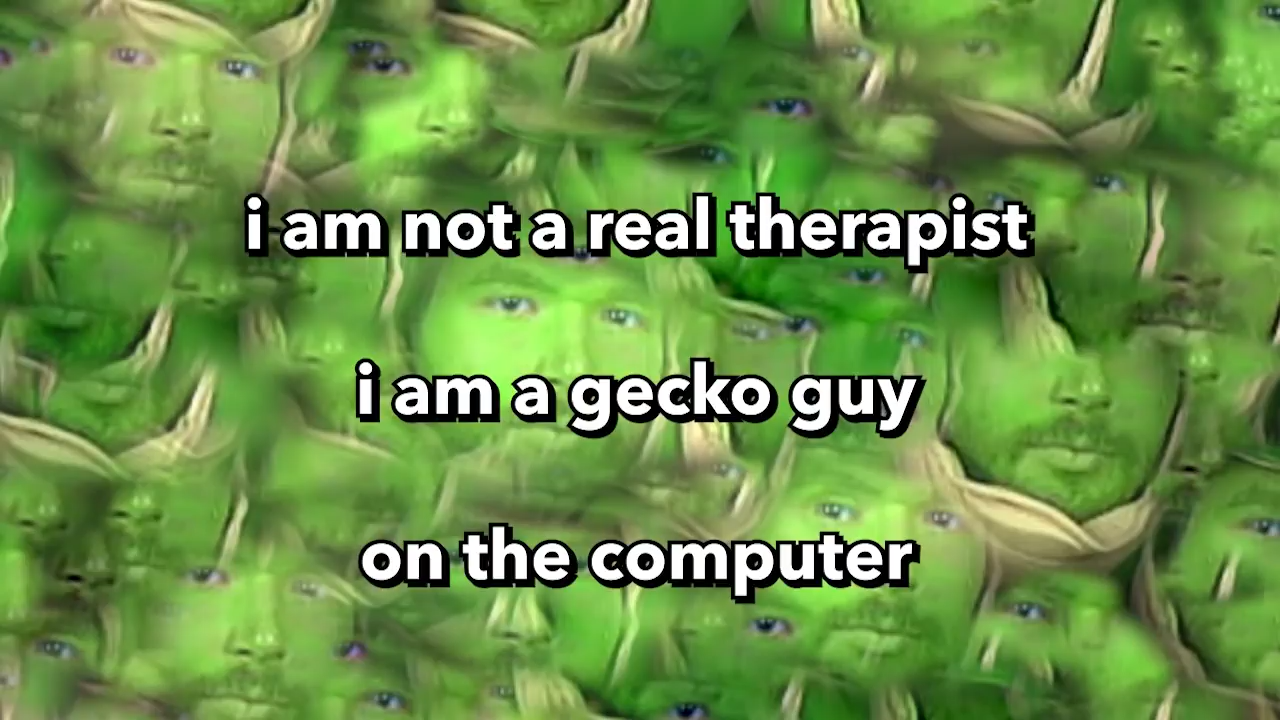 i am not a real therapist
i am a gecko guy
on the computer